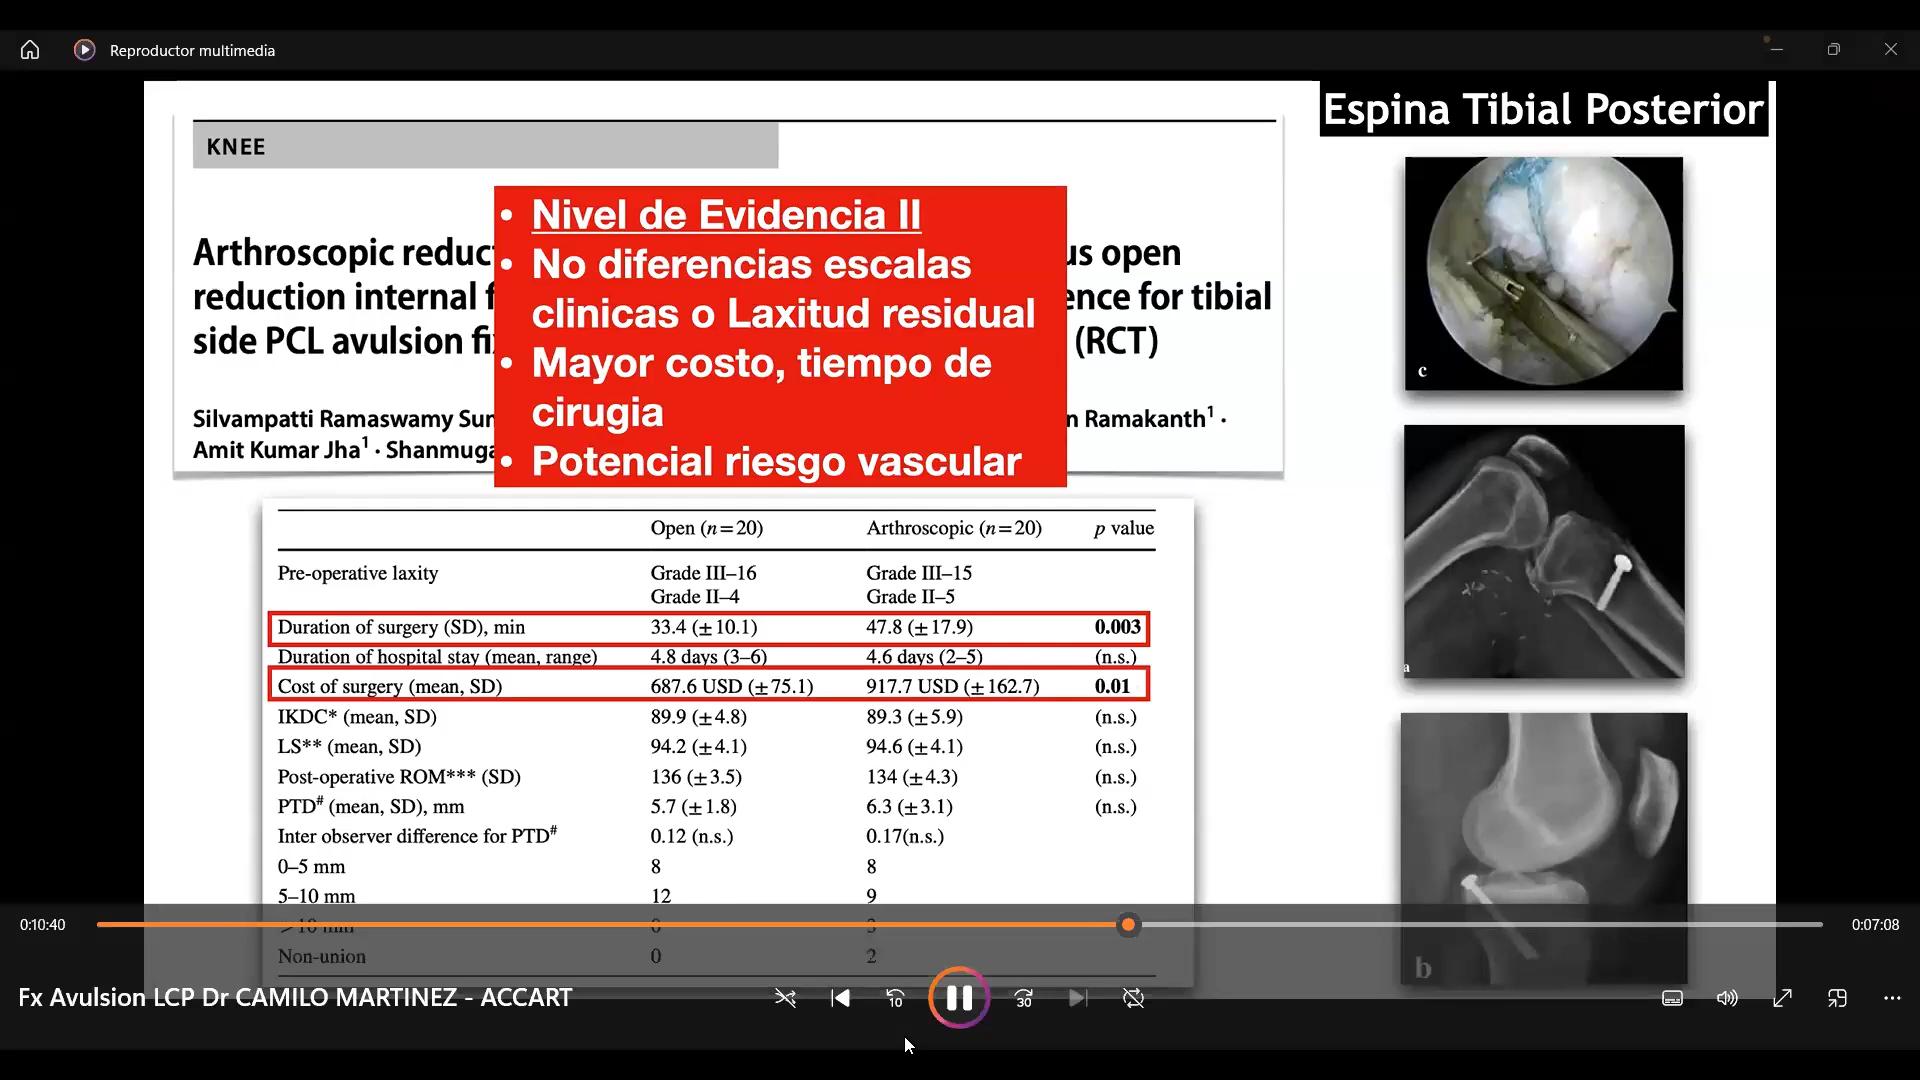 Reproductor multimedia
Espina Tibial Posterior
KNEE
Arthroscopic reduc us open
reduction internal f ence for tibial
side PCL avulsion fi (RCT)
Silvampatti Ramaswamy Sun n Ramakanth¹ ·
Amit Kumar Jha¹ · Shanmuga
• Nivel de Evidencia II
• No diferencias escalas
clinicas o Laxitud residual
• Mayor costo, tiempo de
cirugia
• Potencial riesgo vascular
Open (n=20) Arthroscopic (n=20) p value
Pre-operative laxity Grade III–16 Grade III–15
Grade II–4 Grade II–5
Duration of surgery (SD), min 33.4 (±10.1) 47.8 (±17.9) 0.003
Duration of hospital stay (mean, range) 4.8 days (3–6) 4.6 days (2–5) (n.s.)
Cost of surgery (mean, SD) 687.6 USD (±75.1) 917.7 USD (±162.7) 0.01
IKDC* (mean, SD) 89.9 (±4.8) 89.3 (±5.9) (n.s.)
LS** (mean, SD) 94.2 (±4.1) 94.6 (±4.1) (n.s.)
Post-operative ROM*** (SD) 136 (±3.5) 134 (±4.3) (n.s.)
PTD# (mean, SD), mm 5.7 (±1.8) 6.3 (±3.1) (n.s.)
Inter observer difference for PTD# 0.12 (n.s.) 0.17(n.s.)
0–5 mm 8 8
5–10 mm 12 9
>10 mm 0 3
Non-union 0 2
c
a
b
0:10:40 0:07:08
Fx Avulsion LCP Dr CAMILO MARTINEZ - ACCART
10
30